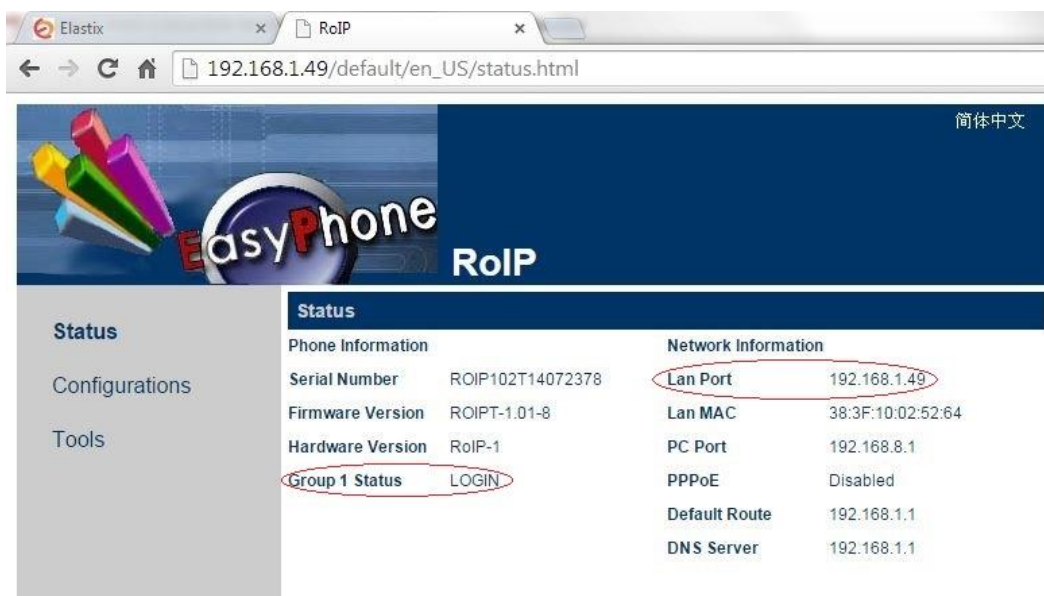 Elastix
RoIP
192.168.1.49/default/en_US/status.html
简体中文
EasyPhone
RoIP
Status
Configurations
Tools
Status
Phone Information
Serial Number ROIP102T14072378
Firmware Version ROIPT-1.01-8
Hardware Version RoIP-1
Group 1 Status LOGIN
Network Information
Lan Port 192.168.1.49
Lan MAC 38:3F:10:02:52:64
PC Port 192.168.8.1
PPPoE Disabled
Default Route 192.168.1.1
DNS Server 192.168.1.1